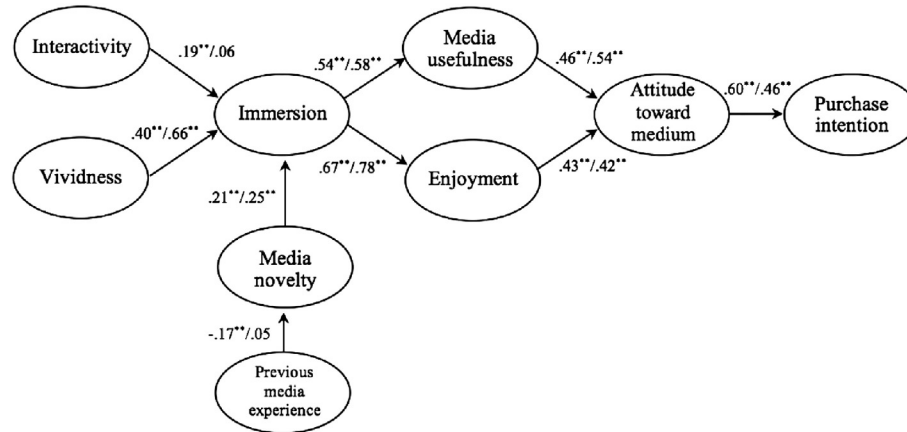 Interactivity
.19**/.06
Vividness
.40**/.66**
Immersion
.54**/.58**
.67**/.78**
Media
usefulness
Enjoyment
.46**/.54**
.43**/.42**
Attitude
toward
medium
.60**/.46**
Purchase
intention
.21**/.25**
Media
novelty
-.17**/.05
Previous
media
experience